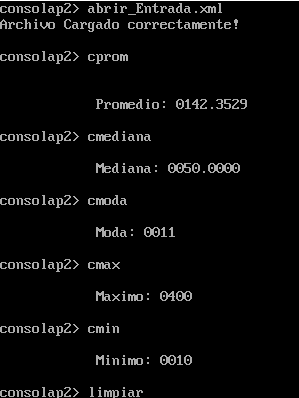 consolap2> abrir_Entrada.xml
Archivo Cargado correctamente!
consolap2> cprom
Promedio: 0142.3529
consolap2> cmediana
Mediana: 0050.0000
consolap2> cmoda
Moda: 0011
consolap2> cmax
Maximo: 0400
consolap2> cmin
Minimo: 0010
consolap2> limpiar